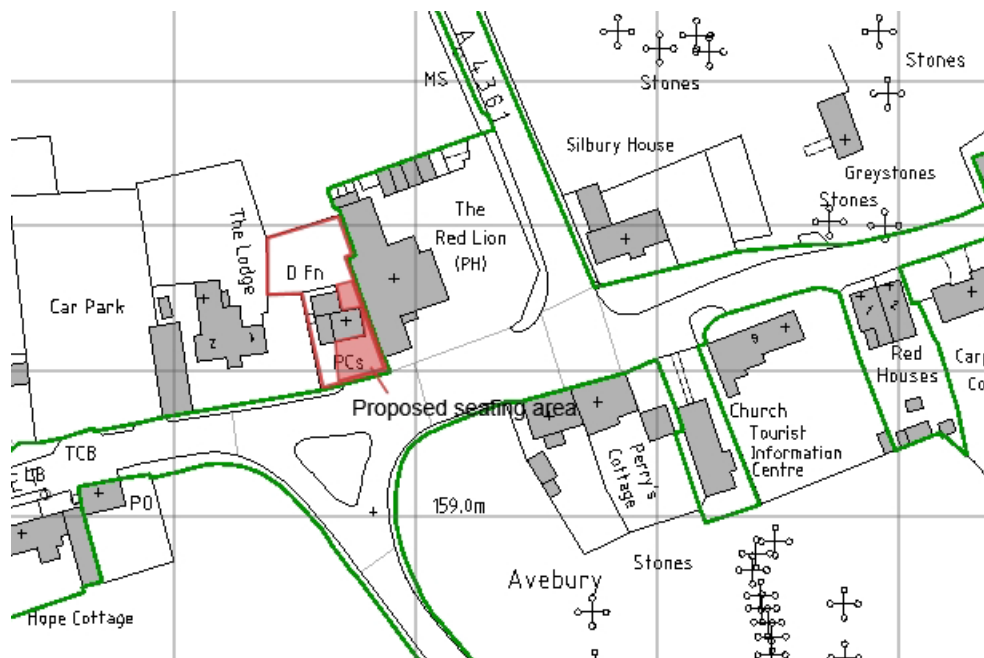 A 4361
MS
Stones
Stones
Silbury House
Greystones
Stones
The
Red Lion
(PH)
The Lodge
D Fn
Car Park
PCs
Proposed seating area
Red
Houses
Church
Tourist
Information
Centre
Perry's
Cottage
TCB
LB
PO
159.0m
Stones
Avebury
Hope Cottage